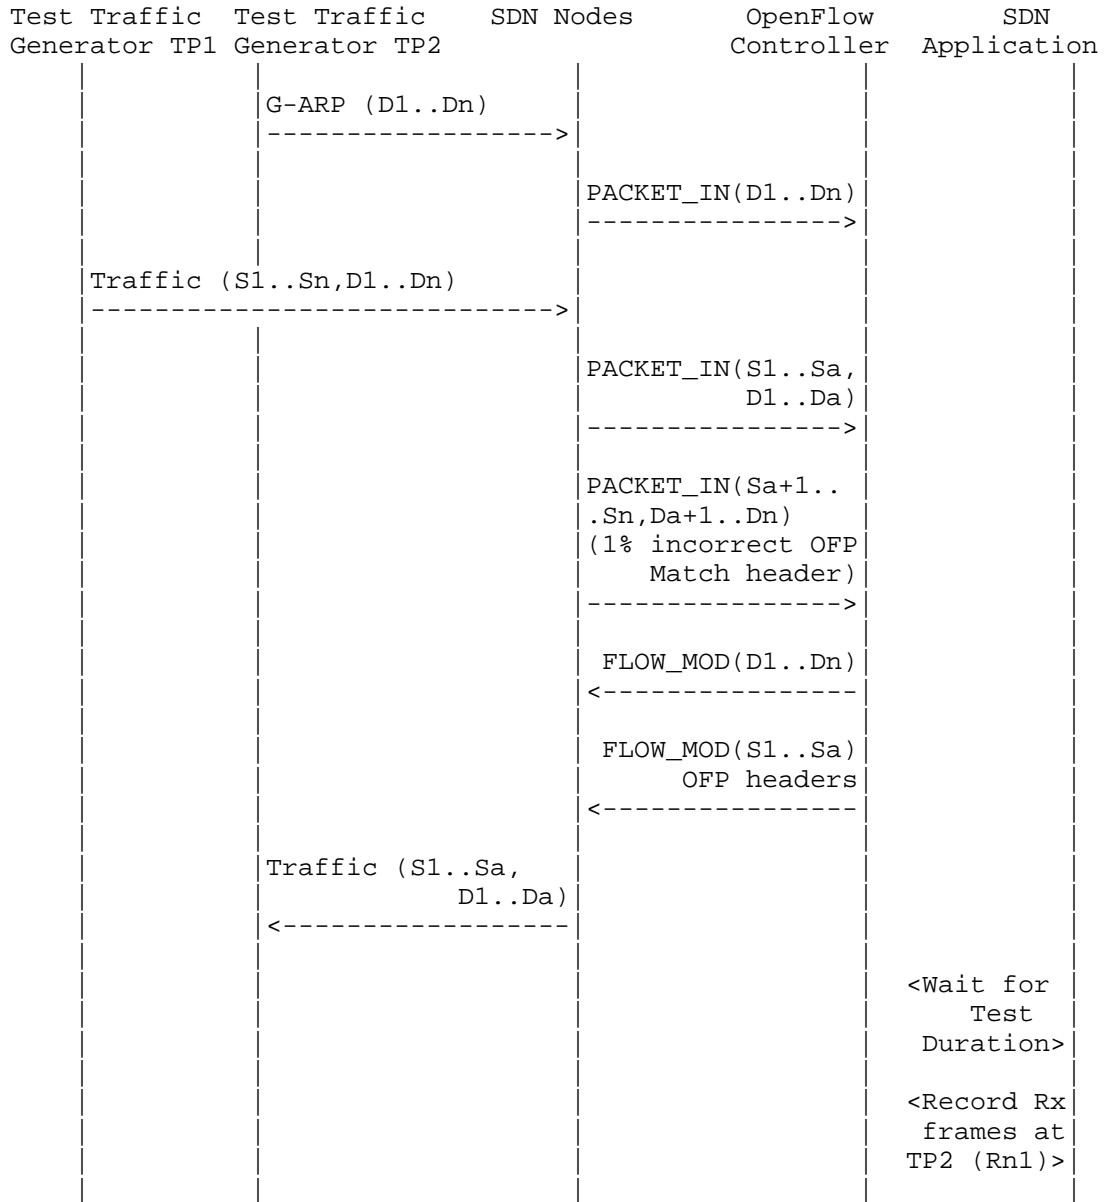 Test Traffic  Test Traffic    SDN Nodes       OpenFlow        SDN
Generator TP1 Generator TP2                  Controller  Application
G-ARP (D1..Dn)
------------------>
PACKET_IN(D1..Dn)
---------------->
Traffic (S1..Sn,D1..Dn)
----------------------------->
PACKET_IN(S1..Sa,
D1..Da)
---------------->
PACKET_IN(Sa+1..
.Sn,Da+1..Dn)
(1% incorrect OFP
Match header)
---------------->
FLOW_MOD(D1..Dn)
<----------------
FLOW_MOD(S1..Sa)
OFP headers
<----------------
Traffic (S1..Sa,
D1..Da)
<------------------
<Wait for
Test
Duration>
<Record Rx
frames at
TP2 (Rn1)>